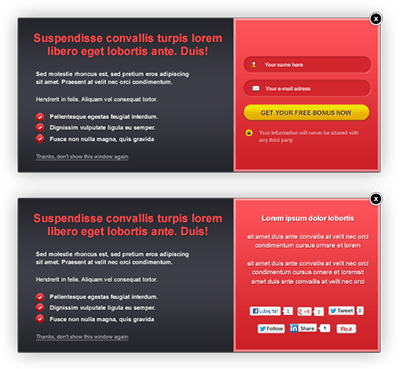 x
Suspendisse convallis turpis lorem
libero eget lobortis ante. Duis!
Sed molestie rhoncus est, sed pretium eros adipiscing
sit amet. Praesent at velit nec orci diam.
Hendrerit in felis. Aliquam vel consequat tortor.
Pellentesque egestas feugiat interdum.
Dignissim vulputate ligula eu semper.
Fusce non nulla magna, quis gravida
Thanks, don't show this window again
Your name here
Your e-mail adress
GET YOUR FREE BONUS NOW
Your information will never be shared with
any third party
x
Suspendisse convallis turpis lorem
libero eget lobortis ante. Duis!
Sed molestie rhoncus est, sed pretium eros adipiscing
sit amet. Praesent at velit nec orci diam.
Hendrerit in felis. Aliquam vel consequat tortor.
Pellentesque egestas feugiat interdum.
Dignissim vulputate ligula eu semper.
Fusce non nulla magna, quis gravida
Thanks, don't show this window again
Lorem ipsum dolor lobortis
sit amet duis ante convallis at velit nec orci
condimentum cursus ornare et lorem
sit amet duis ante convallis at velit nec orci
condimentum cursus ornare et loremsit
amet duis ante convallis at velit nec orci
Lubię to! 1 +1 0 Tweet 0
Follow Share 1 Pin it